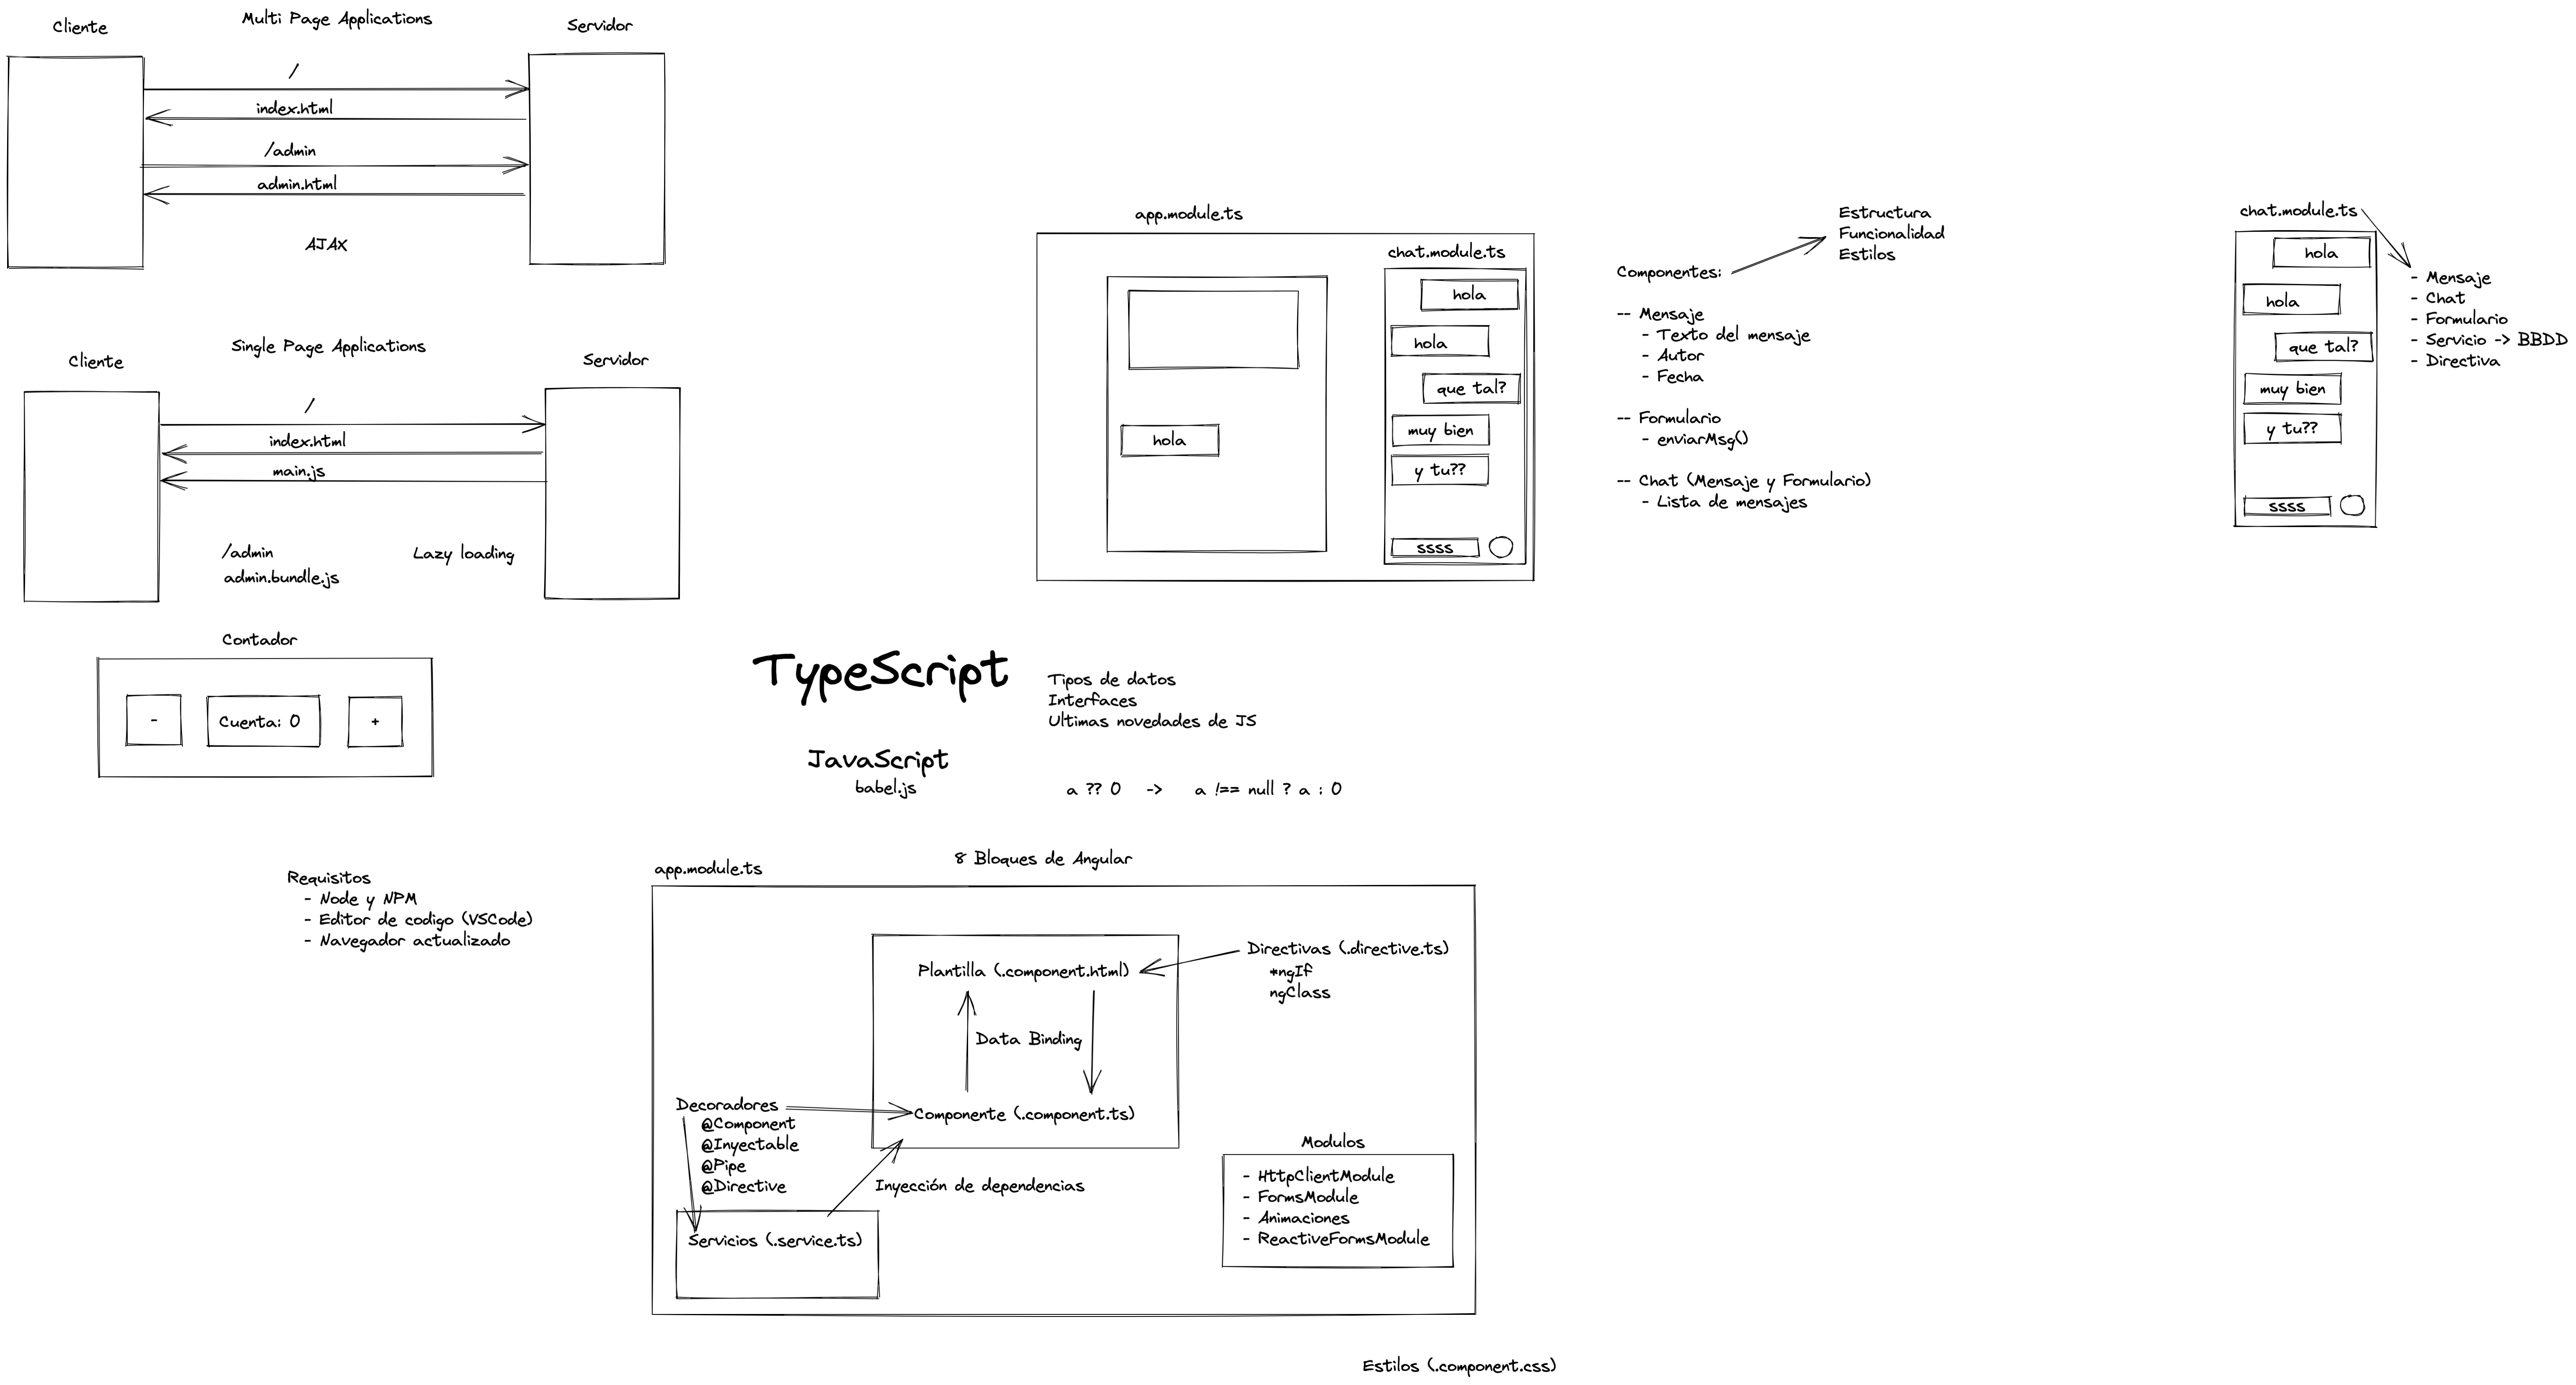 Multi Page Applications
Cliente
Servidor
/
index.html
/admin
admin.html
AJAX
Single Page Applications
Cliente
Servidor
/
index.html
main.js
/admin
admin.bundle.js
Lazy loading
Contador
-
Cuenta: 0
+
app.module.ts
chat.module.ts
hola
hola
que tal?
muy bien
y tu??
ssss
hola
Componentes:
Estructura
Funcionalidad
Estilos
-- Mensaje
- Texto del mensaje
- Autor
- Fecha
-- Formulario
- enviarMsg()
-- Chat (Mensaje y Formulario)
- Lista de mensajes
chat.module.ts
hola
hola
que tal?
muy bien
y tu??
ssss
- Mensaje
- Chat
- Formulario
- Servicio -> BBDD
- Directiva
TypeScript
Tipos de datos
Interfaces
Ultimas novedades de JS
JavaScript
babel.js
a ?? 0 -> a !== null ? a : 0
Requisitos
- Node y NPM
- Editor de codigo (VSCode)
- Navegador actualizado
8 Bloques de Angular
app.module.ts
Plantilla (.component.html)
Directivas (.directive.ts)
*ngIf
ngClass
Data Binding
Componente (.component.ts)
Decoradores
@Component
@Inyectable
@Pipe
@Directive
Inyección de dependencias
Servicios (.service.ts)
Modulos
- HttpClientModule
- FormsModule
- Animaciones
- ReactiveFormsModule
Estilos (.component.css)